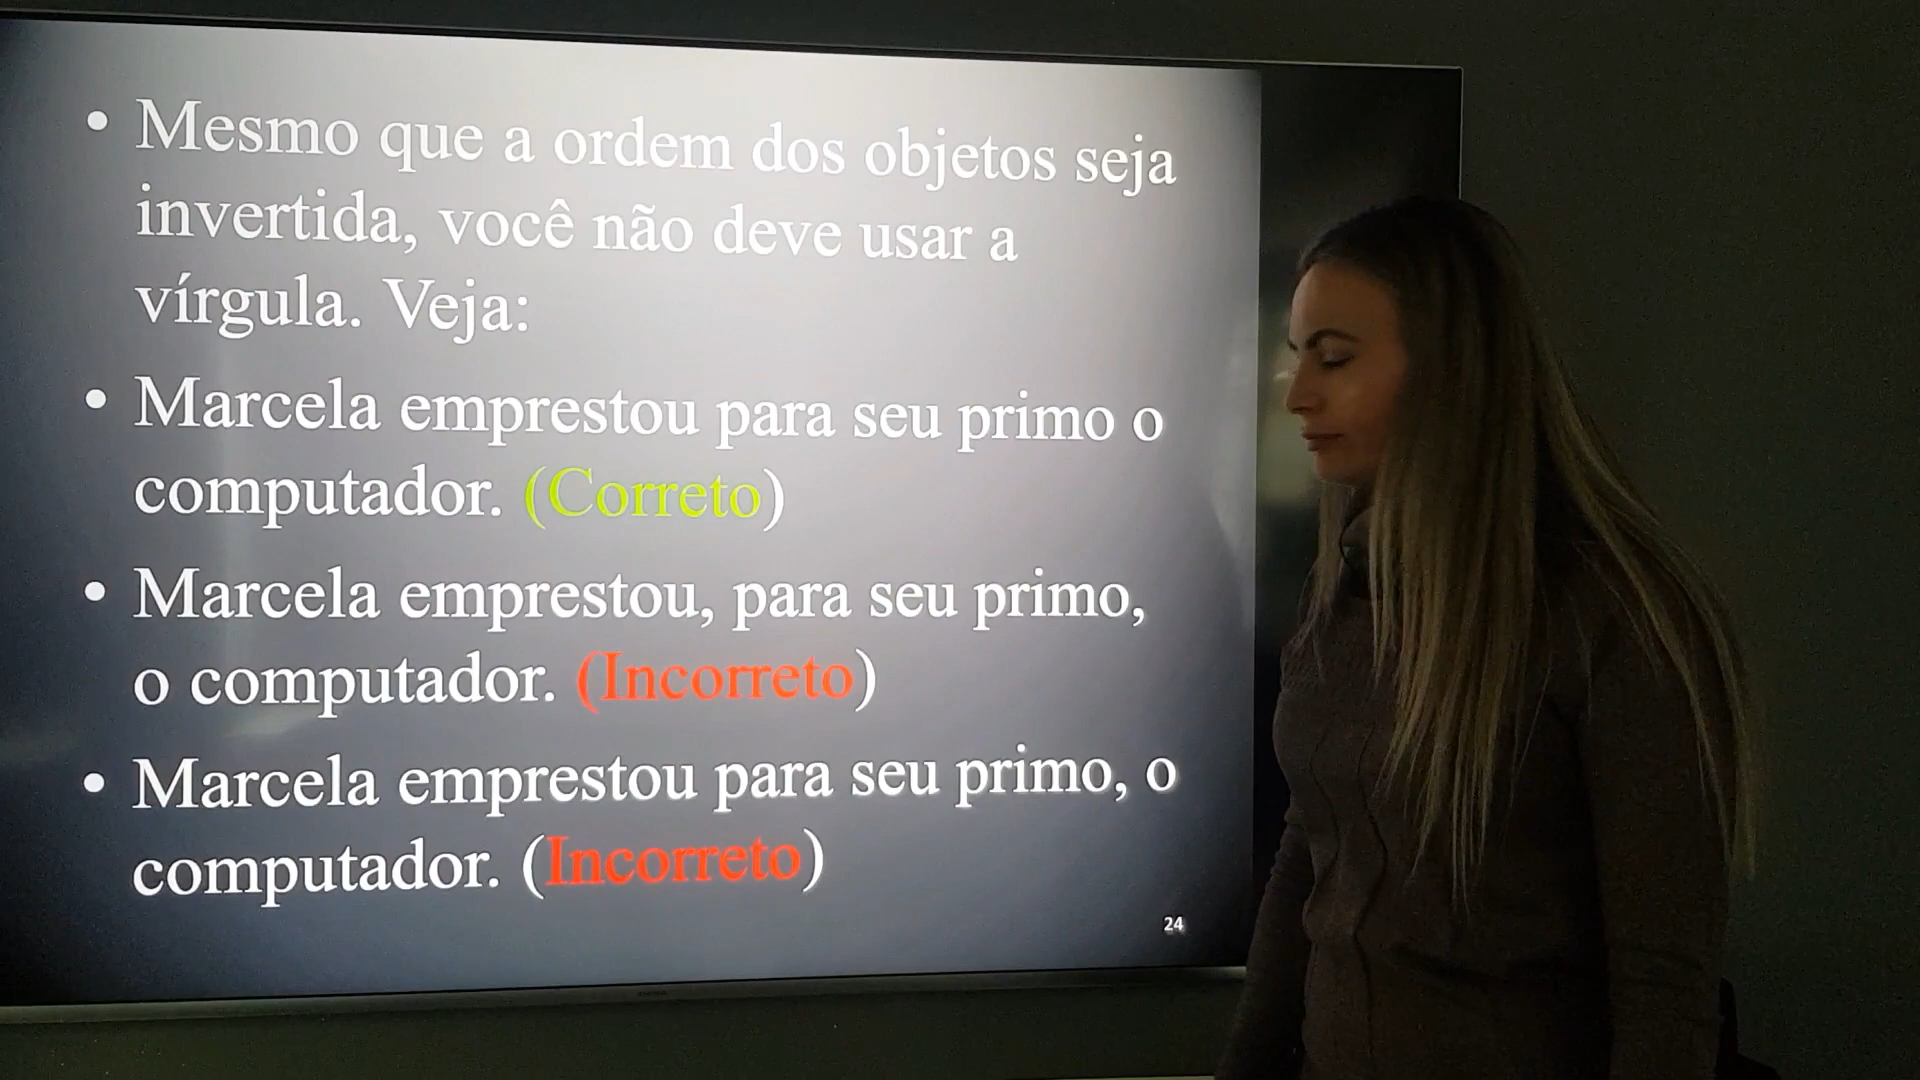 • Mesmo que a ordem dos objetos seja
invertida, você não deve usar a
vírgula. Veja:
• Marcela emprestou para seu primo o
computador. (Correto)
• Marcela emprestou, para seu primo,
o computador. (Incorreto)
• Marcela emprestou para seu primo, o
computador. (Incorreto)
24